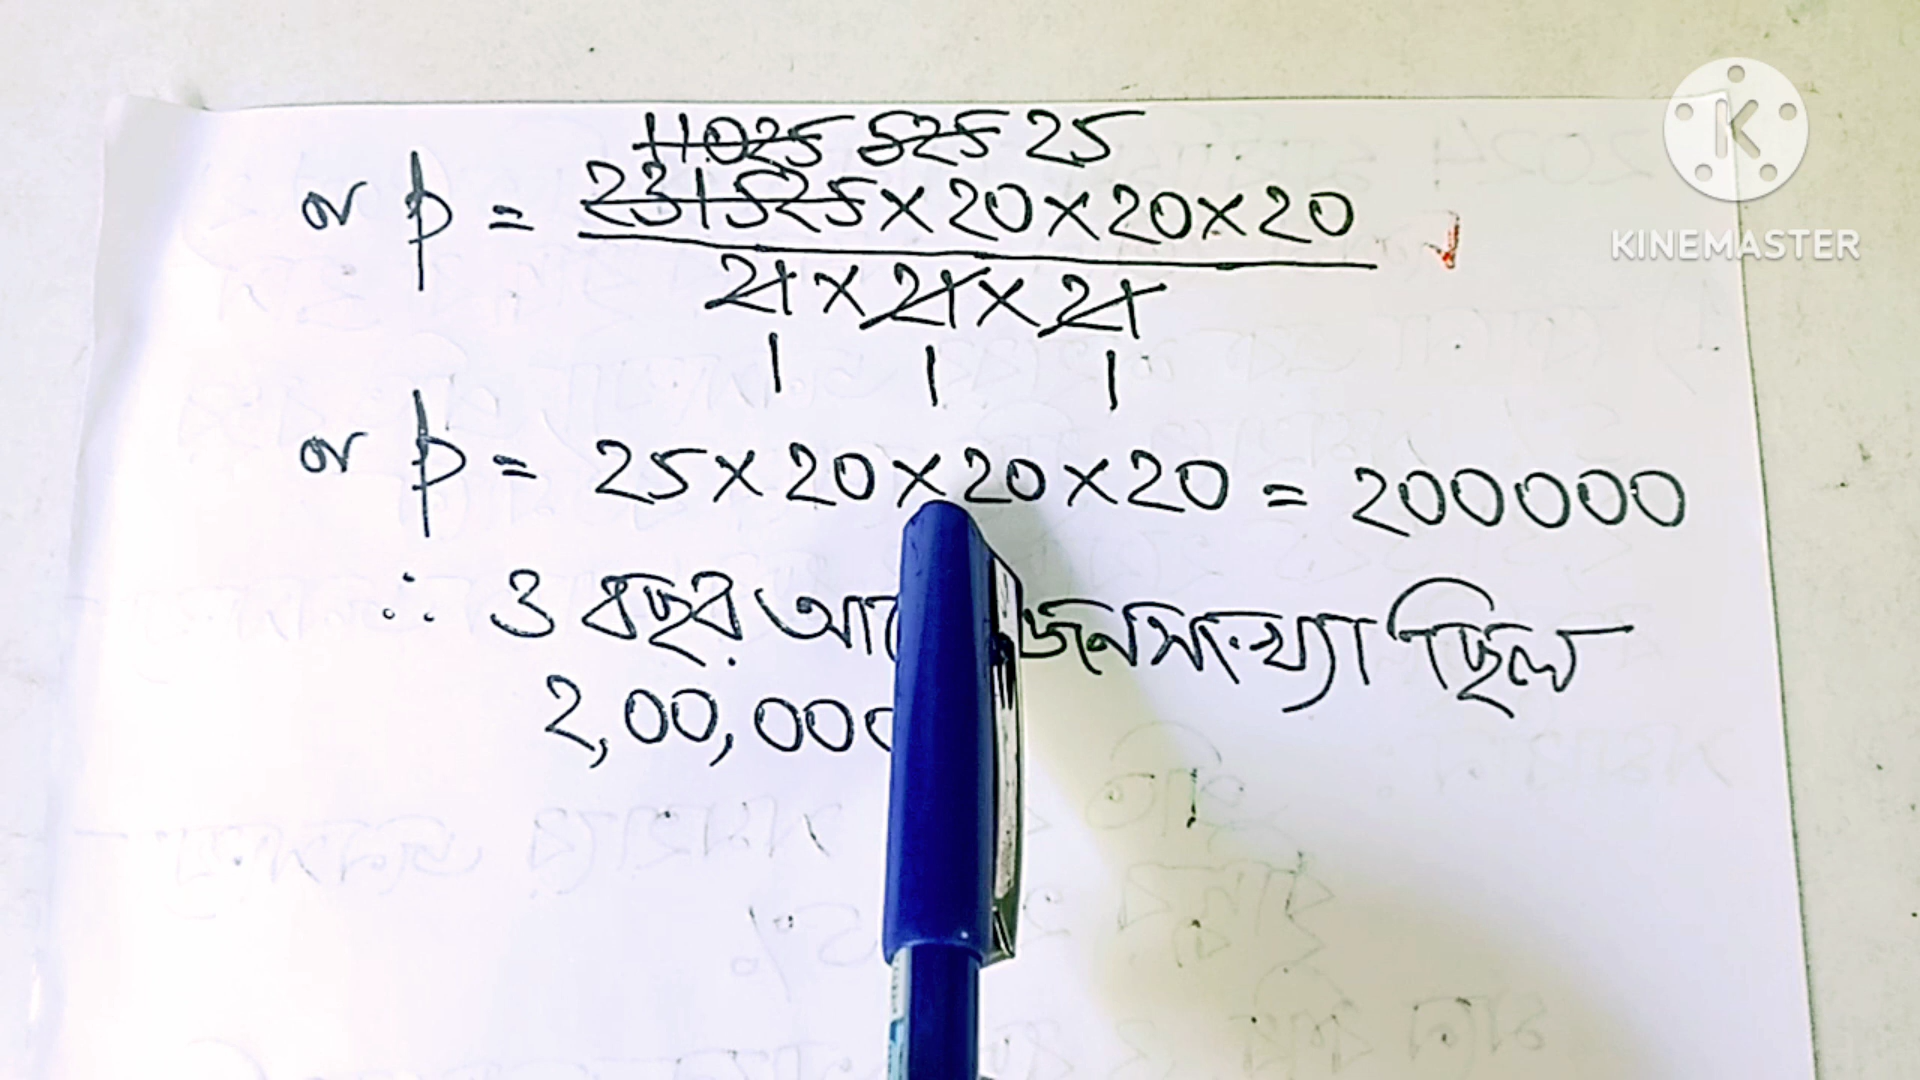 11025 525 25
or p = 231525×20×20×20
21×21×21
1 1 1
or p = 25×20×20×20 = 200000
∴ 3 বছর জনসংখ্যা ছিল
2,00,000
K
KINEMASTER